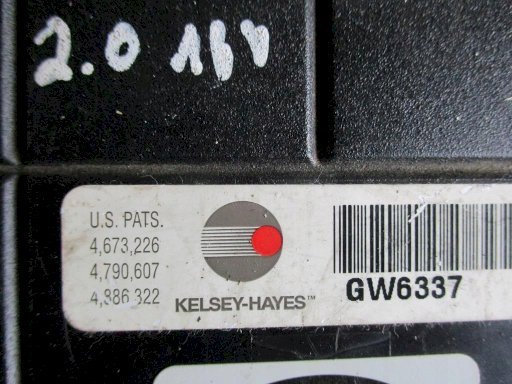 2.0 16V
U.S. PATS.
4,673,226
4,790,607
4,886,322
KELSEY-HAYES™
GW6337